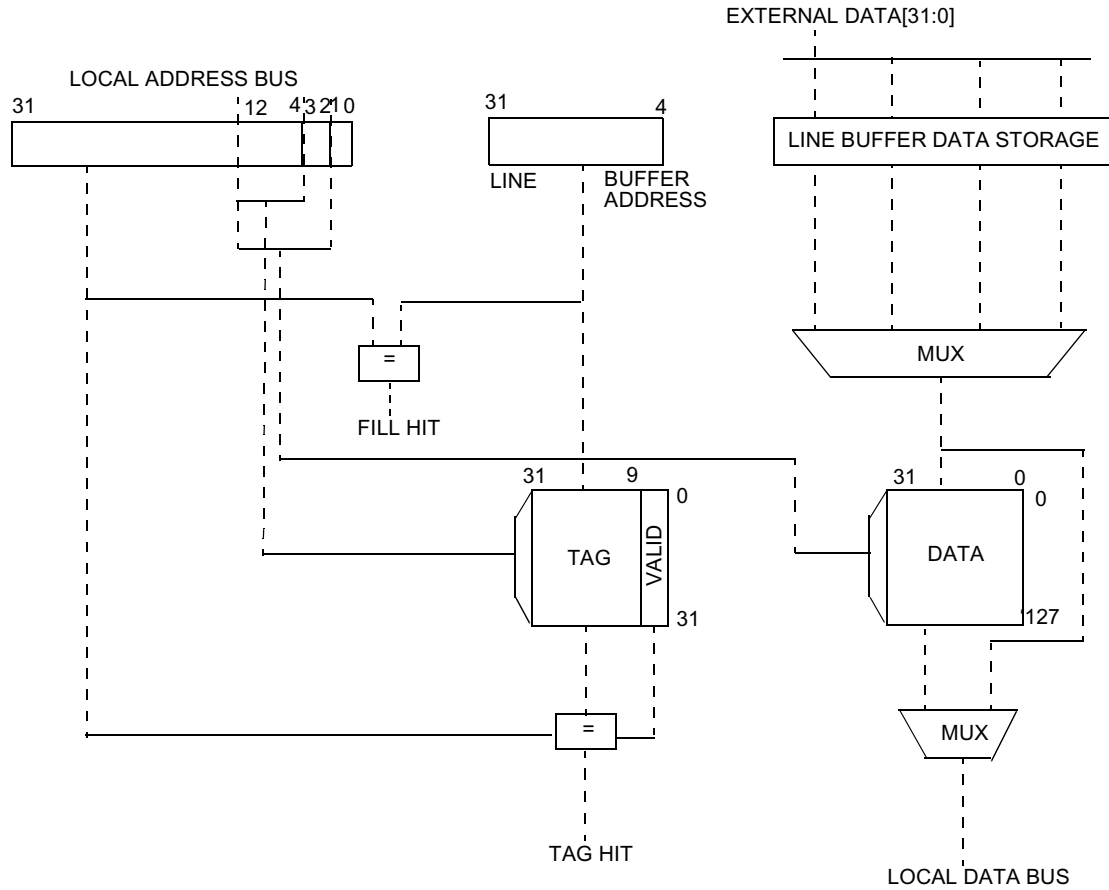 EXTERNAL DATA[31:0]
LOCAL ADDRESS BUS
31 12 4 3 2 1 0
31 4
LINE BUFFER DATA STORAGE
LINE BUFFER
ADDRESS
MUX
=
FILL HIT
31 9 0
31 0
0
TAG
VALID
DATA
31
127
=
MUX
TAG HIT
LOCAL DATA BUS